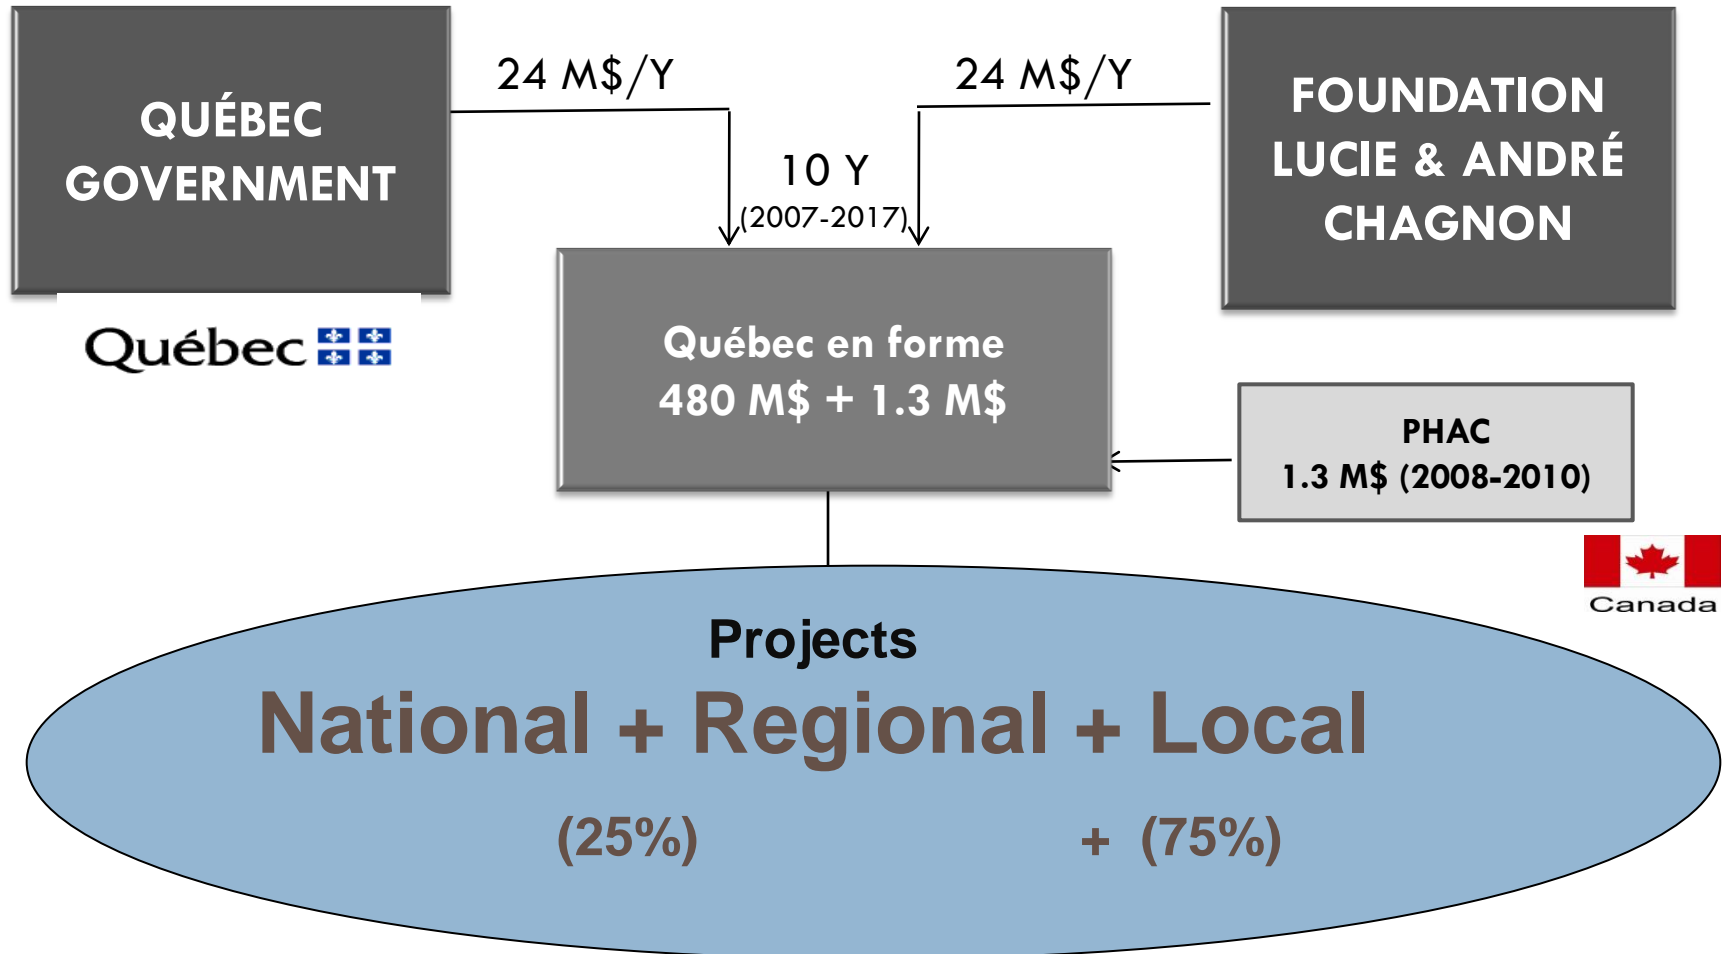 QUÉBEC
GOVERNMENT
24 M$/Y
24 M$/Y
FOUNDATION
LUCIE & ANDRÉ
CHAGNON
10 Y
(2007-2017)
Québec
Québec en forme
480 M$ + 1.3 M$
PHAC
1.3 M$ (2008-2010)
Canada
Projects
National + Regional + Local
(25%) + (75%)